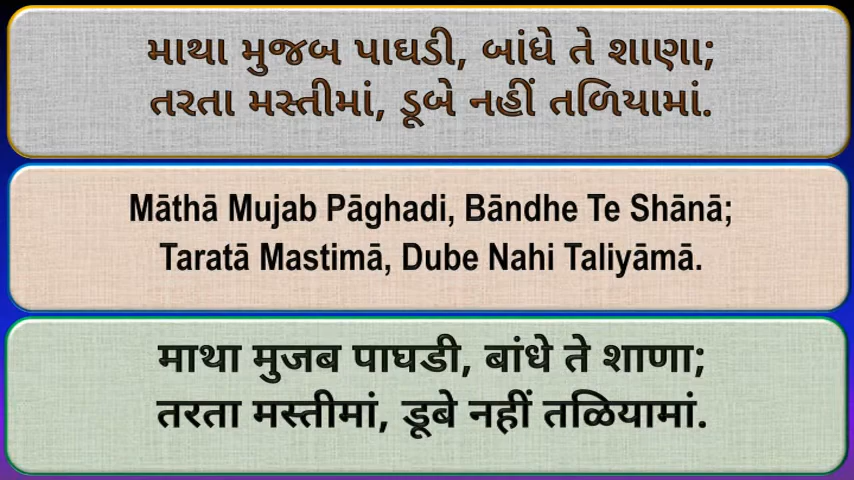 માથા મુજબ પાઘડી, બાંધે તે શાણા;
તરતા મસ્તીમાં, ડૂબે નહીં તળિયામાં.
Māthā Mujab Pāghadi, Bāndhe Te Shānā;
Taratā Mastimā, Dube Nahi Taliyāmā.
માथા मुजब पाघडी, बांधे ते शाणा;
तरता मस्तीमां, डूबे नहीं तळियामां.